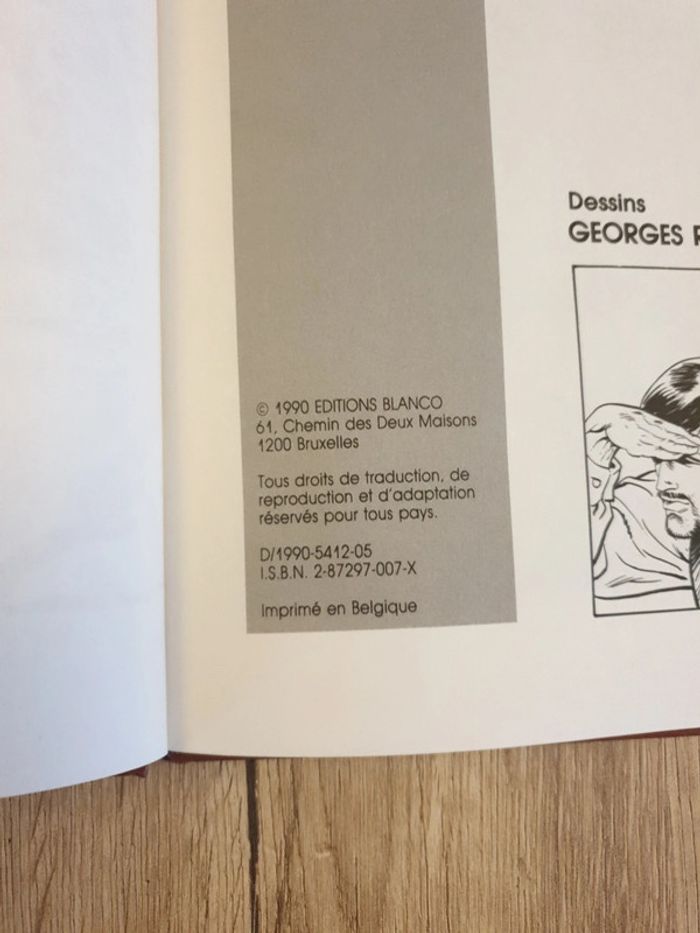 Dessins
GEORGES
© 1990 EDITIONS BLANCO
61, Chemin des Deux Maisons
1200 Bruxelles
Tous droits de traduction, de
reproduction et d'adaptation
réservés pour tous pays.
D/1990-5412-05
I.S.B.N. 2-87297-007-X
Imprimé en Belgique